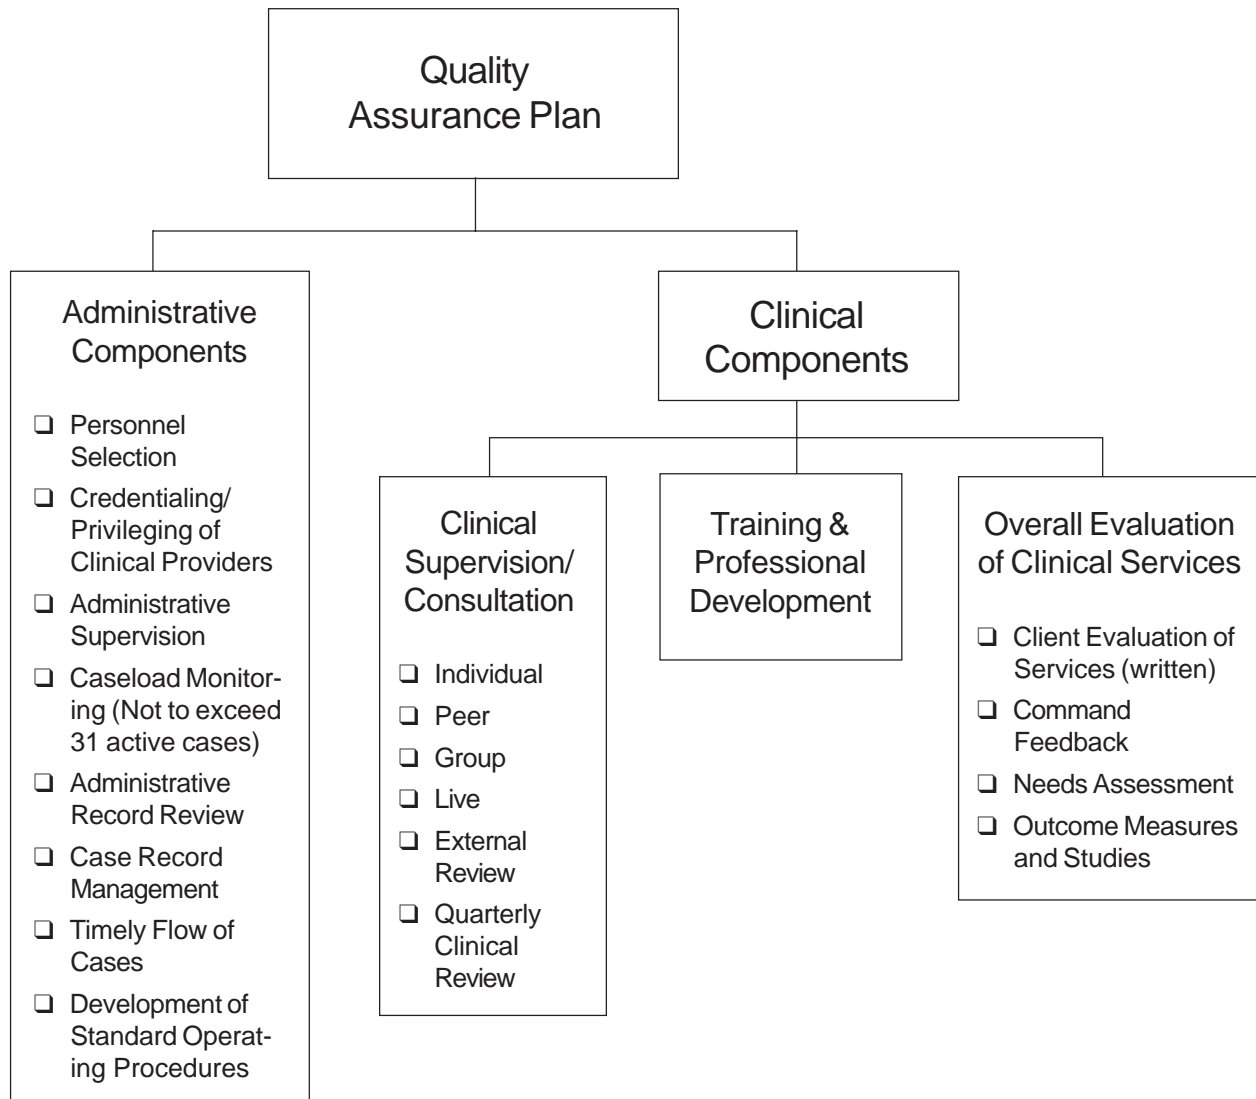 Quality
Assurance Plan
Administrative
Components
❑ Personnel
Selection
❑ Credentialing/
Privileging of
Clinical Providers
❑ Administrative
Supervision
❑ Caseload Monitor-
ing (Not to exceed
31 active cases)
❑ Administrative
Record Review
❑ Case Record
Management
❑ Timely Flow of
Cases
❑ Development of
Standard Operat-
ing Procedures
Clinical
Components
Clinical
Supervision/
Consultation
❑ Individual
❑ Peer
❑ Group
❑ Live
❑ External
Review
❑ Quarterly
Clinical
Review
Training &
Professional
Development
Overall Evaluation
of Clinical Services
❑ Client Evaluation of
Services (written)
❑ Command
Feedback
❑ Needs Assessment
❑ Outcome Measures
and Studies